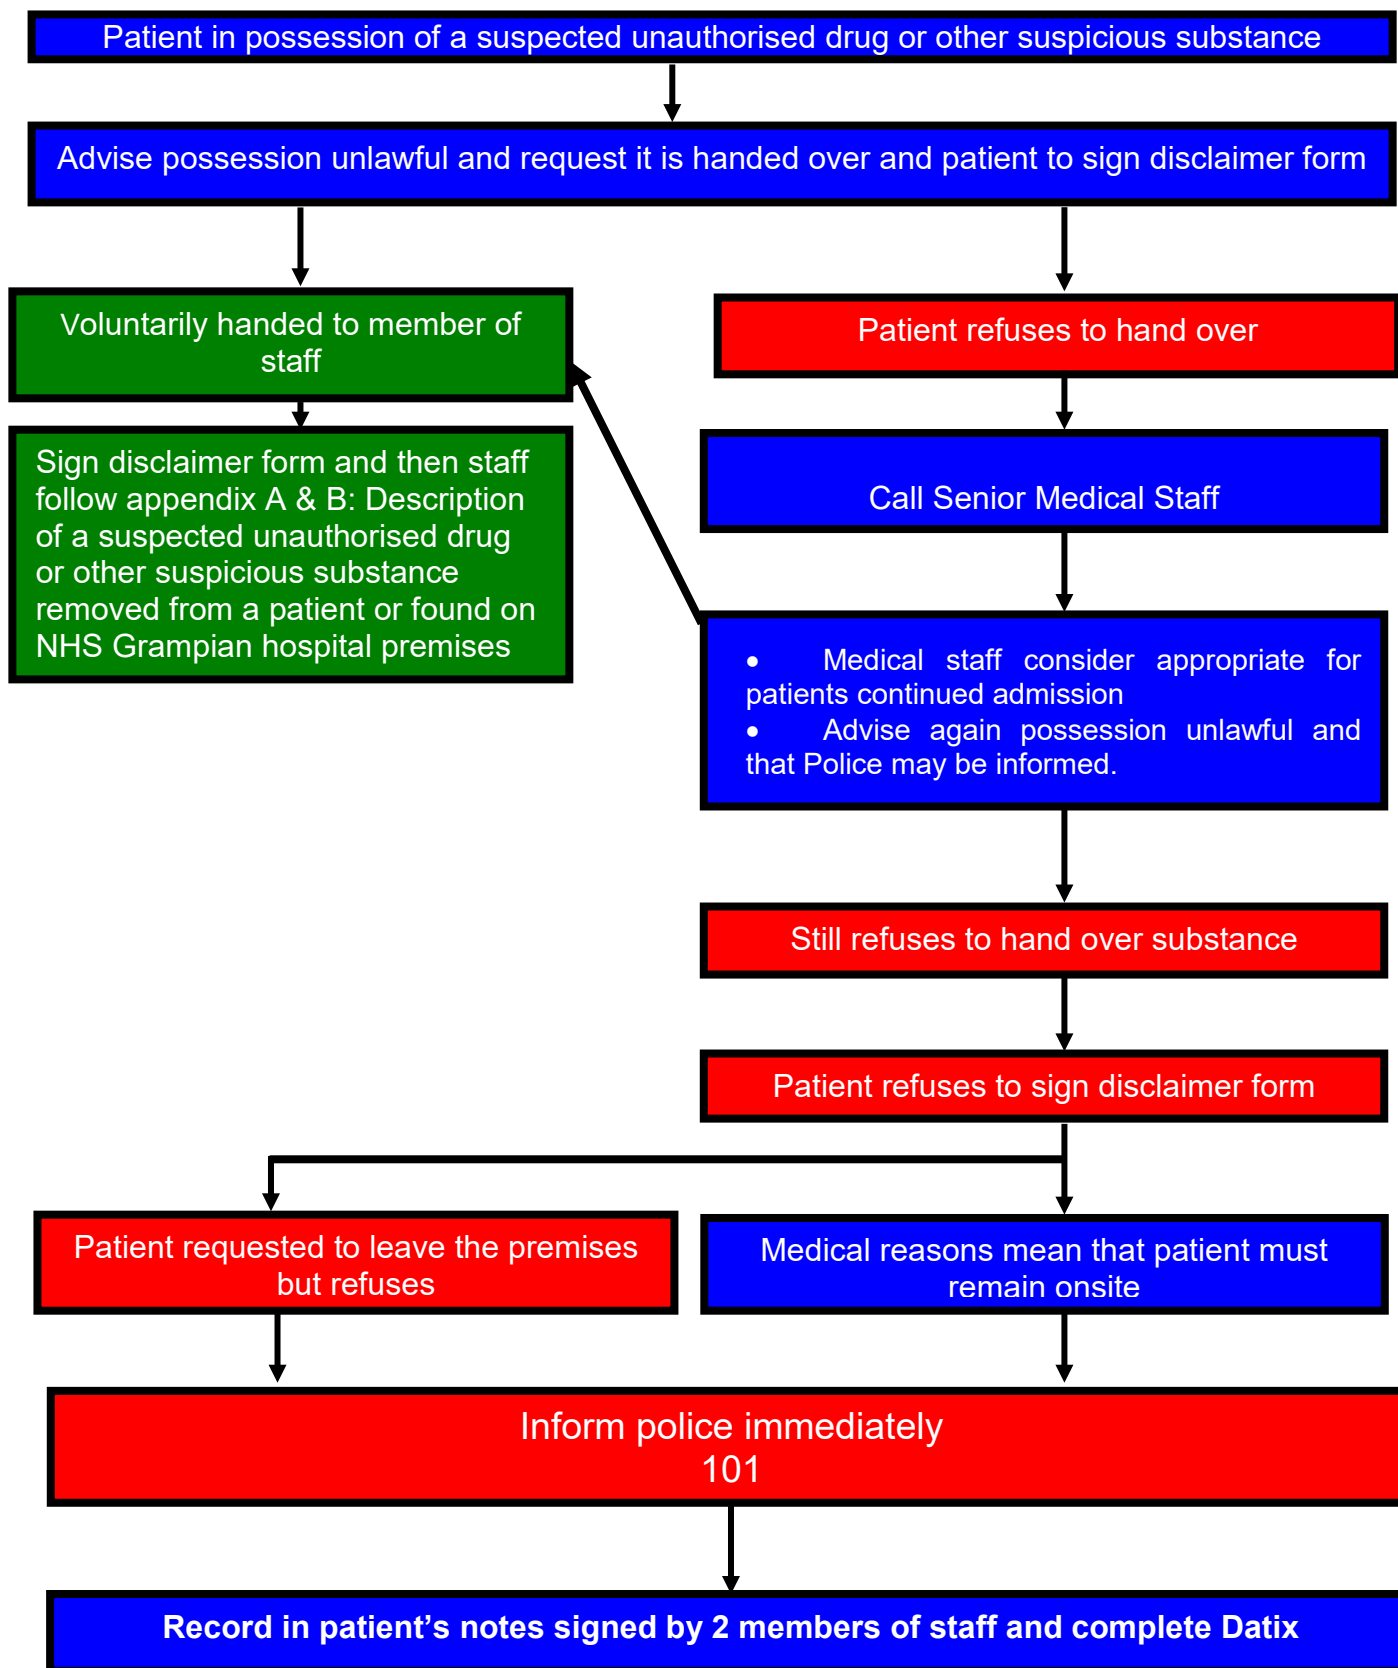 Patient in possession of a suspected unauthorised drug or other suspicious substance
Advise possession unlawful and request it is handed over and patient to sign disclaimer form
Voluntarily handed to member of
staff
Patient refuses to hand over
Sign disclaimer form and then staff
follow appendix A & B: Description
of a suspected unauthorised drug
or other suspicious substance
removed from a patient or found on
NHS Grampian hospital premises
Call Senior Medical Staff
• Medical staff consider appropriate for
patients continued admission
• Advise again possession unlawful and
that Police may be informed.
Still refuses to hand over substance
Patient refuses to sign disclaimer form
Patient requested to leave the premises
but refuses
Medical reasons mean that patient must
remain onsite
Inform police immediately
101
Record in patient’s notes signed by 2 members of staff and complete Datix